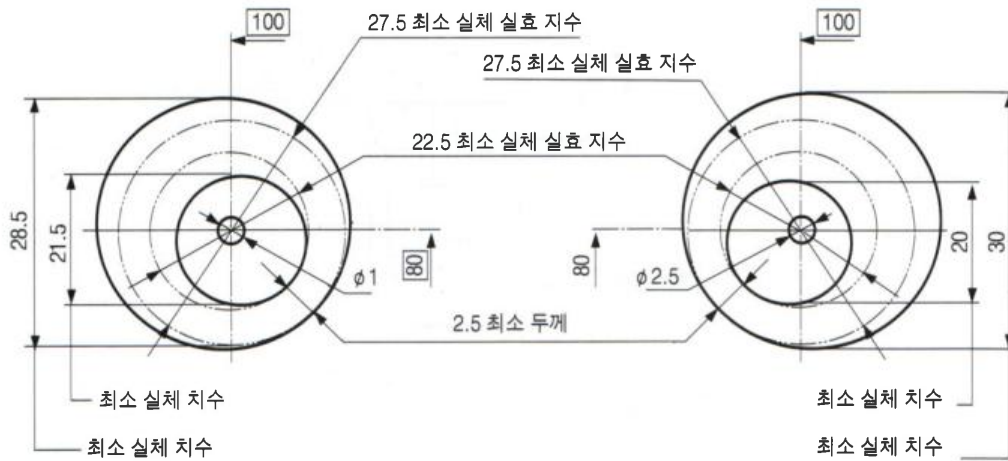 100
27.5 최소 실체 실효 지수
100
27.5 최소 실체 실효 지수
22.5 최소 실체 실효 지수
28.5
21.5
80
ϕ1
80
ϕ2.5
20
30
2.5 최소 두께
최소 실체 치수
최소 실체 치수
최소 실체 치수
최소 실체 치수